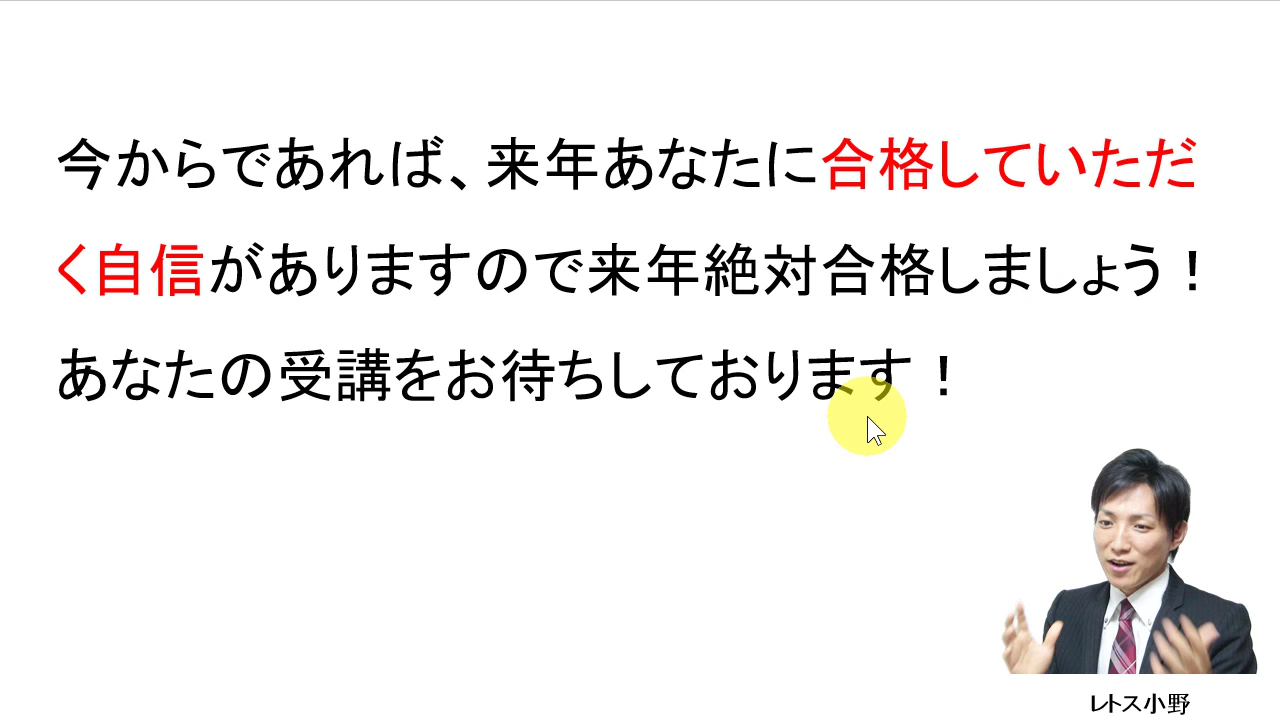 今からであれば、来年あなたに合格していただ
く自信がありますので来年絶対合格しましょう！
あなたの受講をお待ちしております！
レトス小野